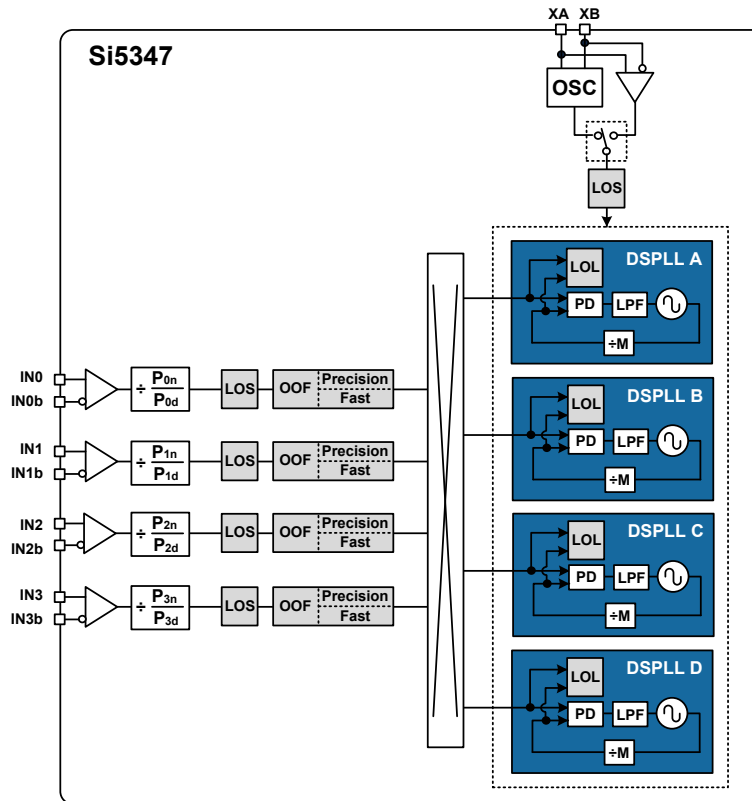 XA XB
Si5347
OSC
LOS
DSPLL A
LOL
PD LPF
÷M
IN0
IN0b
÷ P0n
P0d
LOS OOF Precision
Fast
DSPLL B
LOL
PD LPF
÷M
IN1
IN1b
÷ P1n
P1d
LOS OOF Precision
Fast
IN2
IN2b
÷ P2n
P2d
LOS OOF Precision
Fast
DSPLL C
LOL
PD LPF
÷M
IN3
IN3b
÷ P3n
P3d
LOS OOF Precision
Fast
DSPLL D
LOL
PD LPF
÷M